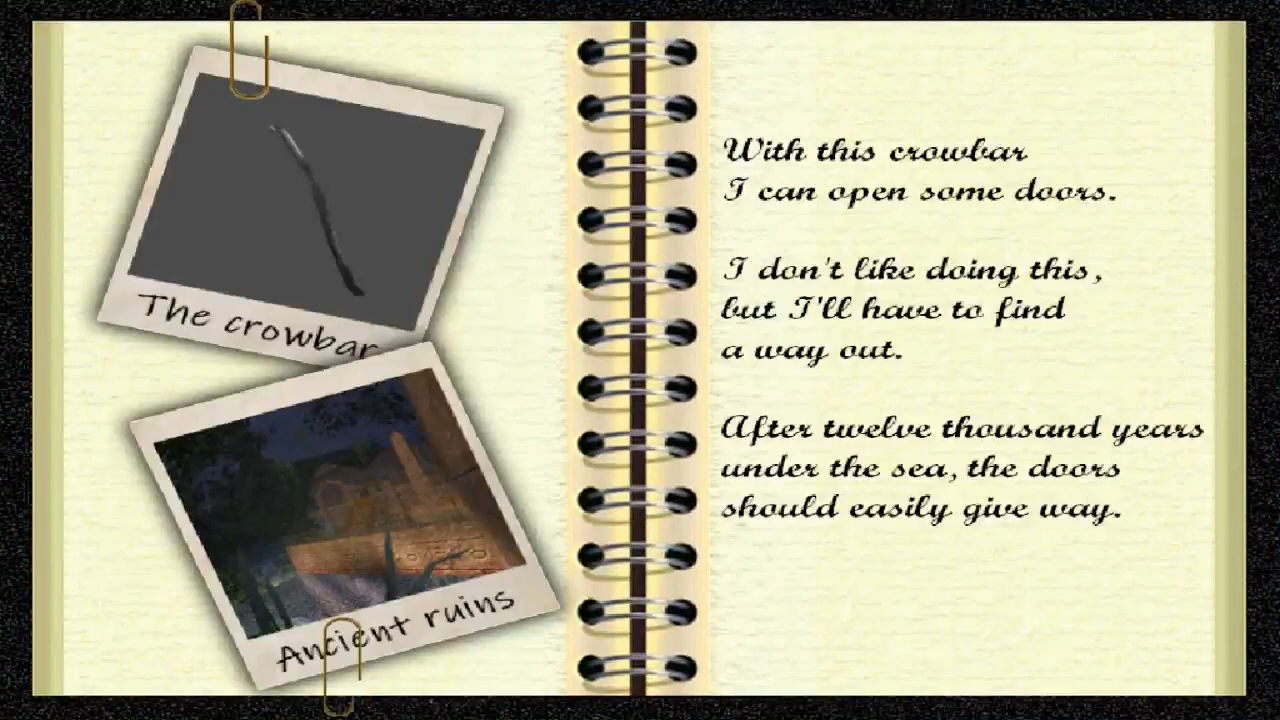 The crowbar
Ancient ruins
With this crowbar
I can open some doors.
I don't like doing this,
but I'll have to find
a way out.
After twelve thousand years
under the sea, the doors
should easily give way.